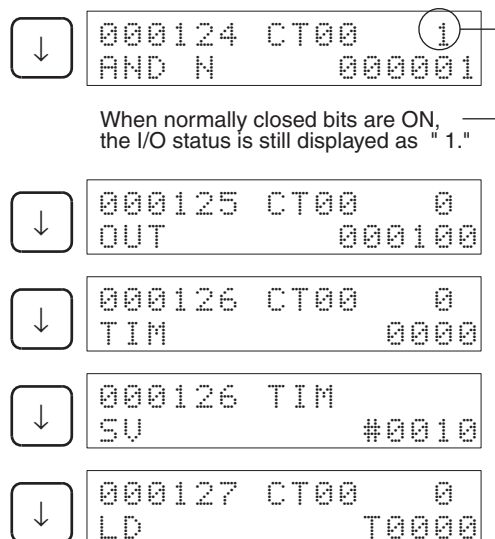 000124 CT00 1
AND N 000001
When normally closed bits are ON,
the I/O status is still displayed as " 1."
000125 CT00 0
OUT 000100
000126 CT00 0
TIM 0000
000126 TIM
SV #0010
000127 CT00 0
LD T0000